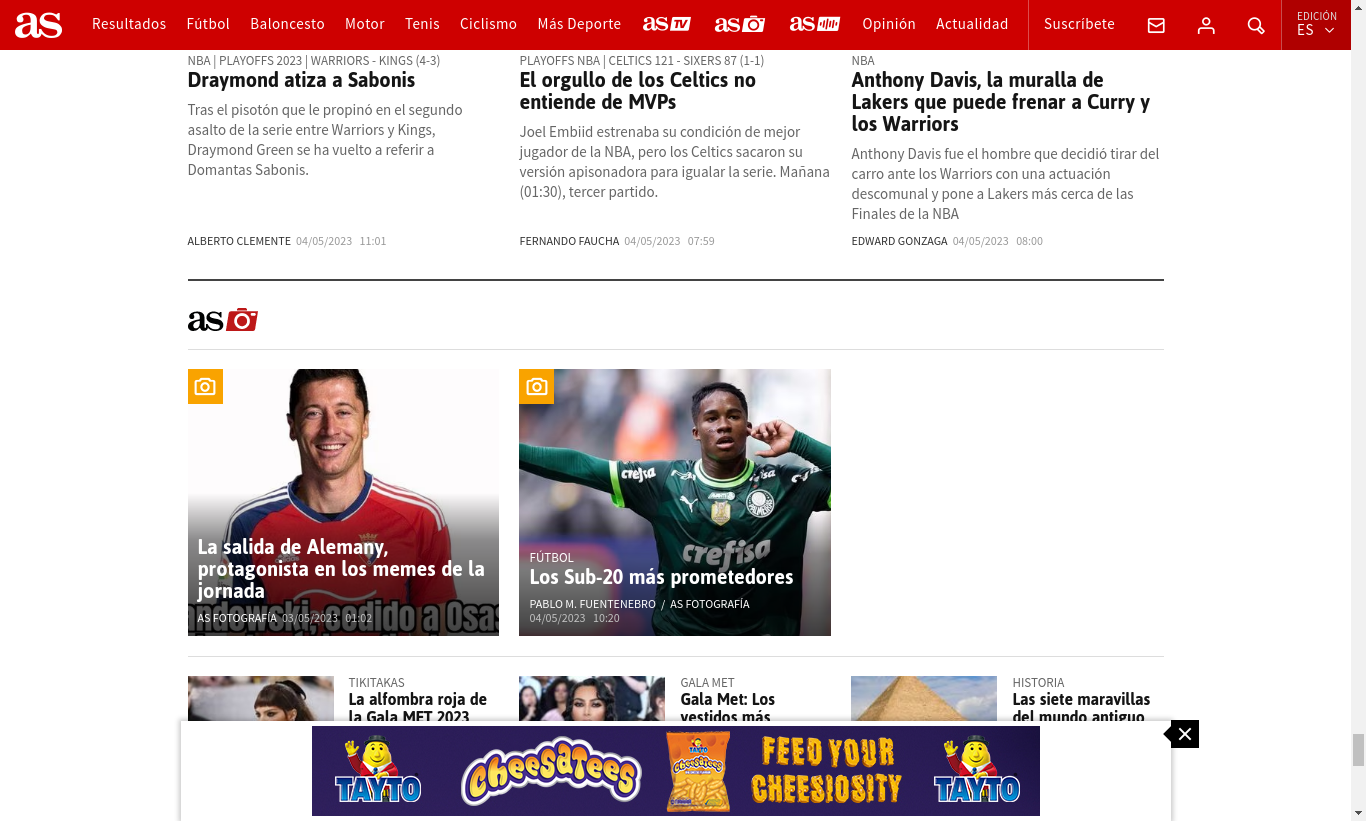 as
Resultados
Fútbol
Baloncesto
Motor
Tenis
Ciclismo
Más Deporte
as TV
as
as
Opinión
Actualidad
Suscríbete
EDICIÓN
ES
NBA | PLAYOFFS 2023 | WARRIORS - KINGS (4-3)
Draymond atiza a Sabonis
Tras el pisotón que le propinó en el segundo
asalto de la serie entre Warriors y Kings,
Draymond Green se ha vuelto a referir a
Domantas Sabonis.
ALBERTO CLEMENTE 04/05/2023 11:01
PLAYOFFS NBA | CELTICS 121 - SIXERS 87 (1-1)
El orgullo de los Celtics no
entiende de MVPs
Joel Embiid estrenaba su condición de mejor
jugador de la NBA, pero los Celtics sacaron su
versión apisonadora para igualar la serie. Mañana
(01:30), tercer partido.
FERNANDO FAUCHA 04/05/2023 07:59
NBA
Anthony Davis, la muralla de
Lakers que puede frenar a Curry y
los Warriors
Anthony Davis fue el hombre que decidió tirar del
carro ante los Warriors con una actuación
descomunal y pone a Lakers más cerca de las
Finales de la NBA
EDWARD GONZAGA 04/05/2023 08:00
as
La salida de Alemany,
protagonista en los memes de la
jornada
AS FOTOGRAFÍA 03/05/2023 01:02
crefisa
PALMEIRAS
crefisa
FÚTBOL
Los Sub-20 más prometedores
PABLO M. FUENTENEBRO / AS FOTOGRAFÍA
04/05/2023 10:20
TIKITAKAS
La alfombra roja de
la Gala MET 2023
GALA MET
Gala Met: Los
vestidos más
HISTORIA
Las siete maravillas
del mundo antiguo
TAYTO
CheesaTees
TAYTO
CheesaTees
FEED YOUR
CHEESIOSITY
TAYTO